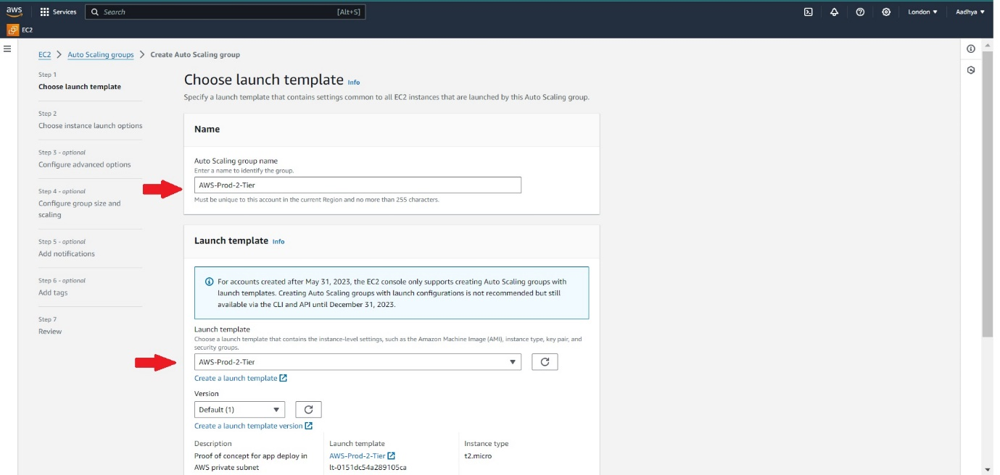 aws
Services
Search
[Alt+S]
London
Aadhya
EC2
EC2 > Auto Scaling groups > Create Auto Scaling group
Step 1
Choose launch template
Step 2
Choose instance launch options
Step 3 - optional
Configure advanced options
Step 4 - optional
Configure group size and
scaling
Step 5 - optional
Add notifications
Step 6 - optional
Add tags
Step 7
Review
Choose launch template Info
Specify a launch template that contains settings common to all EC2 instances that are launched by this Auto Scaling group.
Name
Auto Scaling group name
Enter a name to identify the group.
AWS-Prod-2-Tier
Must be unique to this account in the current Region and no more than 255 characters.
Launch template Info
For accounts created after May 31, 2023, the EC2 console only supports creating Auto Scaling groups with
launch templates. Creating Auto Scaling groups with launch configurations is not recommended but still
available via the CLI and API until December 31, 2023.
Launch template
Choose a launch template that contains the instance-level settings, such as the Amazon Machine Image (AMI), instance type, key pair, and
security groups.
AWS-Prod-2-Tier
Create a launch template
Version
Default (1)
Create a launch template version
Description
Proof of concept for app deploy in
AWS private subnet
Launch template
AWS-Prod-2-Tier
lt-0151dc54a289105ca
Instance type
t2.micro